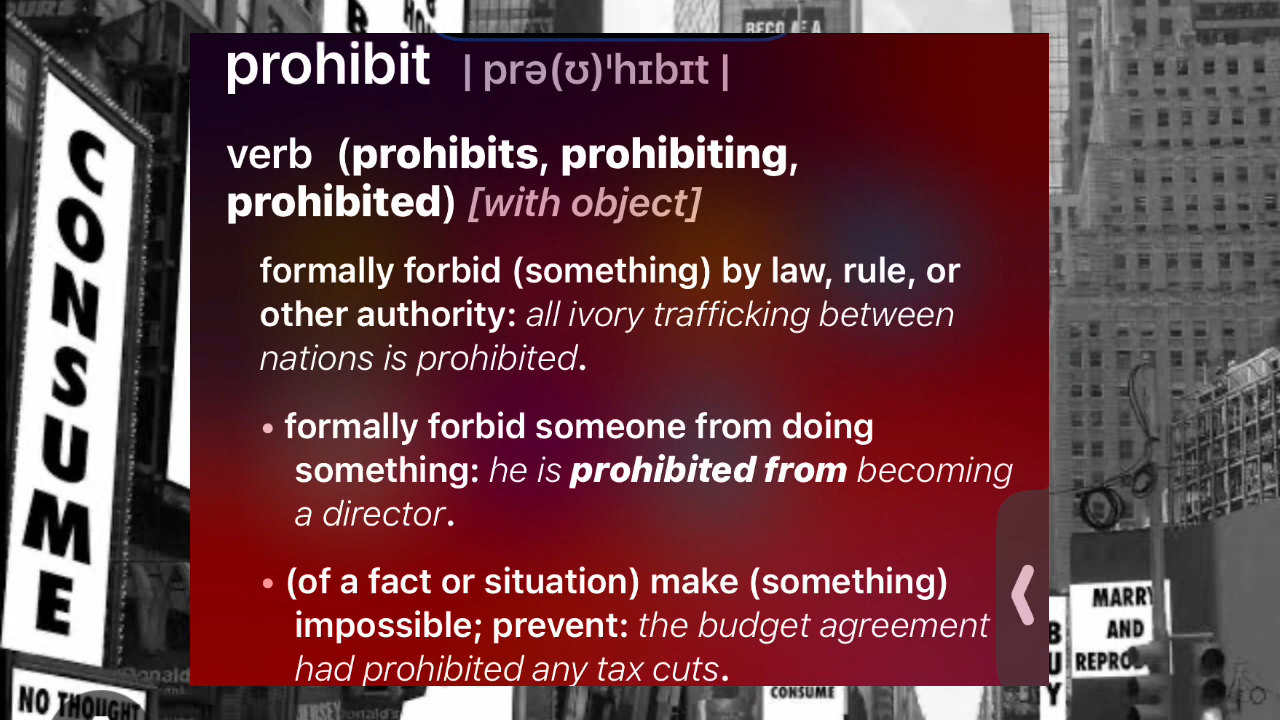 BECO
prohibit | prə(ʊ)ˈhɪbɪt |
verb (prohibits, prohibiting,
prohibited) [with object]
formally forbid (something) by law, rule, or
other authority: all ivory trafficking between
nations is prohibited.
• formally forbid someone from doing
something: he is prohibited from becoming
a director.
• (of a fact or situation) make (something)
impossible; prevent: the budget agreement
had prohibited any tax cuts.
CONSUME
NO THOUGHT
MARRY
AND
CONSUME